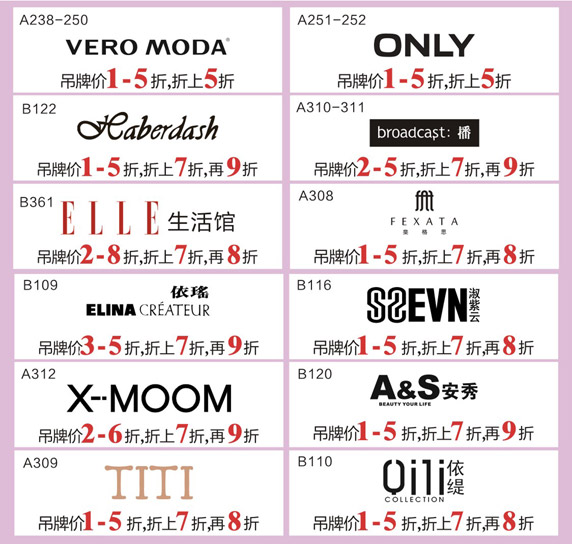 A238-250
VERO MODA
吊牌价1-5折,折上5折
A251-252
ONLY
吊牌价1-5折,折上5折
B122
Haberdash
吊牌价1-5折,折上7折,再9折
A310-311
broadcast:播
吊牌价2-5折,折上7折,再9折
B361
ELLE 生活馆
吊牌价2-8折,折上7折,再8折
A308
FEXATA
吊牌价1-5折,折上7折,再8折
B109
依瑤
ELINA CRÉATEUR
吊牌价3-5折,折上7折,再9折
B116
SSEVN 淑紫云
吊牌价1-5折,折上7折,再8折
A312
X--MOOM
吊牌价2-6折,折上7折,再9折
B120
A&S 安秀
BEAUTY YOUR LIFE
吊牌价1-5折,折上7折,再9折
A309
TITI
吊牌价1-5折,折上7折,再8折
B110
Qili 依缇
COLLECTION
吊牌价1-5折,折上7折,再8折